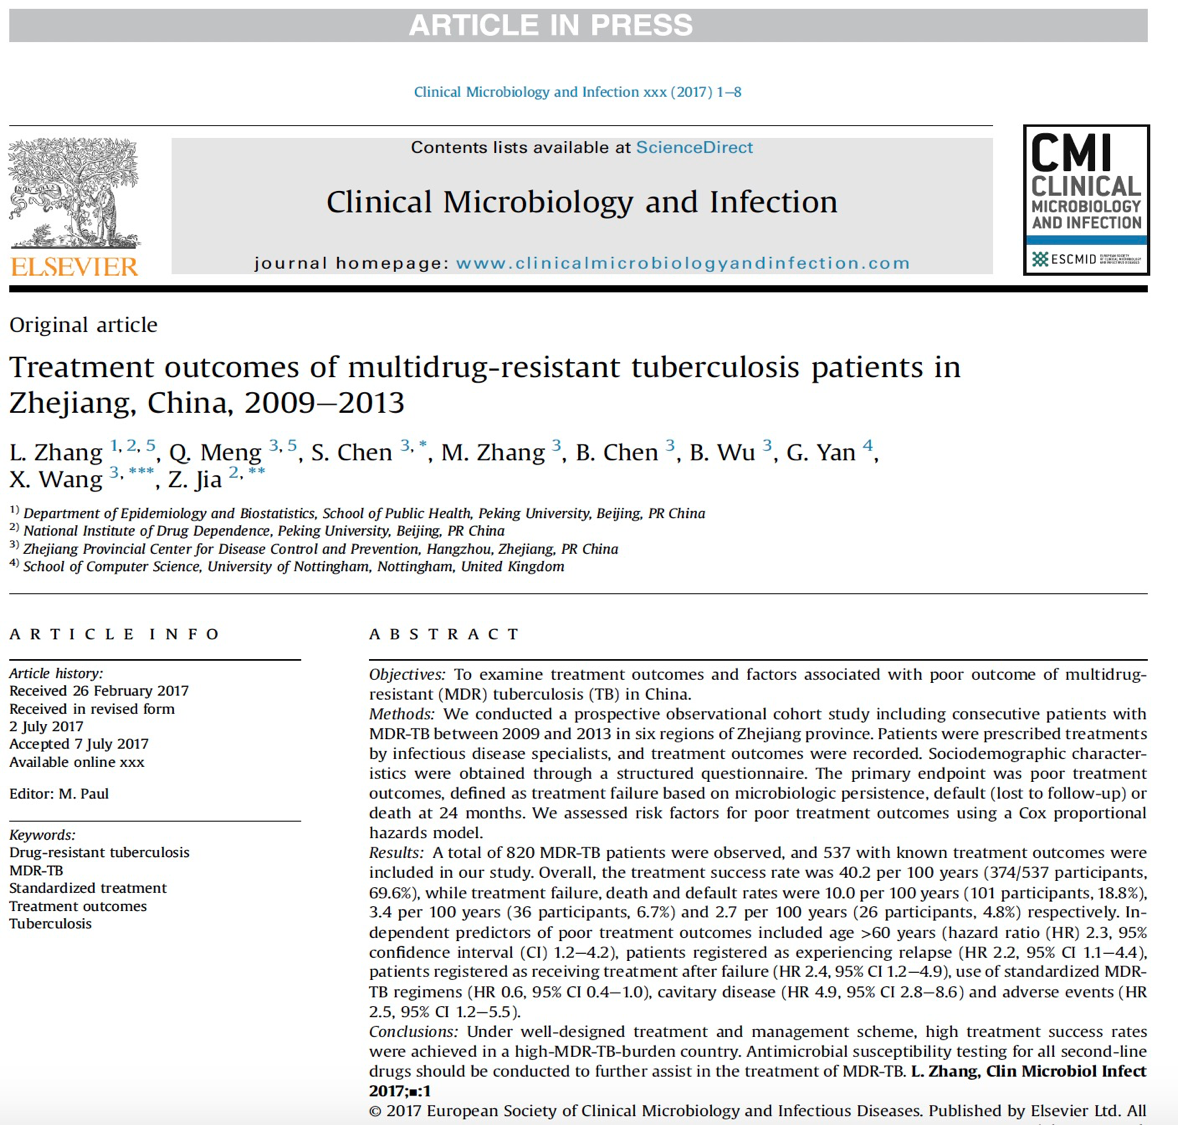 ARTICLE IN PRESS
Clinical Microbiology and Infection xxx (2017) 1–8
Contents lists available at ScienceDirect
Clinical Microbiology and Infection
journal homepage: www.clinicalmicrobiologyandinfection.com
ELSEVIER
CMI
CLINICAL
MICROBIOLOGY
AND INFECTION
ESCMID
Original article
Treatment outcomes of multidrug-resistant tuberculosis patients in
Zhejiang, China, 2009–2013
L. Zhang 1, 2, 5, Q. Meng 3, 5, S. Chen 3, *, M. Zhang 3, B. Chen 3, B. Wu 3, G. Yan 4,
X. Wang 3, ***, Z. Jia 2, **
1) Department of Epidemiology and Biostatistics, School of Public Health, Peking University, Beijing, PR China
2) National Institute of Drug Dependence, Peking University, Beijing, PR China
3) Zhejiang Provincial Center for Disease Control and Prevention, Hangzhou, Zhejiang, PR China
4) School of Computer Science, University of Nottingham, Nottingham, United Kingdom
ARTICLE INFO
Article history:
Received 26 February 2017
Received in revised form
2 July 2017
Accepted 7 July 2017
Available online xxx
Editor: M. Paul
Keywords:
Drug-resistant tuberculosis
MDR-TB
Standardized treatment
Treatment outcomes
Tuberculosis
ABSTRACT
Objectives: To examine treatment outcomes and factors associated with poor outcome of multidrug-
resistant (MDR) tuberculosis (TB) in China.
Methods: We conducted a prospective observational cohort study including consecutive patients with
MDR-TB between 2009 and 2013 in six regions of Zhejiang province. Patients were prescribed treatments
by infectious disease specialists, and treatment outcomes were recorded. Sociodemographic character-
istics were obtained through a structured questionnaire. The primary endpoint was poor treatment
outcomes, defined as treatment failure based on microbiologic persistence, default (lost to follow-up) or
death at 24 months. We assessed risk factors for poor treatment outcomes using a Cox proportional
hazards model.
Results: A total of 820 MDR-TB patients were observed, and 537 with known treatment outcomes were
included in our study. Overall, the treatment success rate was 40.2 per 100 years (374/537 participants,
69.6%), while treatment failure, death and default rates were 10.0 per 100 years (101 participants, 18.8%),
3.4 per 100 years (36 participants, 6.7%) and 2.7 per 100 years (26 participants, 4.8%) respectively. In-
dependent predictors of poor treatment outcomes included age >60 years (hazard ratio (HR) 2.3, 95%
confidence interval (CI) 1.2–4.2), patients registered as experiencing relapse (HR 2.2, 95% CI 1.1–4.4),
patients registered as receiving treatment after failure (HR 2.4, 95% CI 1.2–4.9), use of standardized MDR-
TB regimens (HR 0.6, 95% CI 0.4–1.0), cavitary disease (HR 4.9, 95% CI 2.8–8.6) and adverse events (HR
2.5, 95% CI 1.2–5.5).
Conclusions: Under well-designed treatment and management scheme, high treatment success rates
were achieved in a high-MDR-TB-burden country. Antimicrobial susceptibility testing for all second-line
drugs should be conducted to further assist in the treatment of MDR-TB. L. Zhang, Clin Microbiol Infect
2017;■:1
© 2017 European Society of Clinical Microbiology and Infectious Diseases. Published by Elsevier Ltd. All